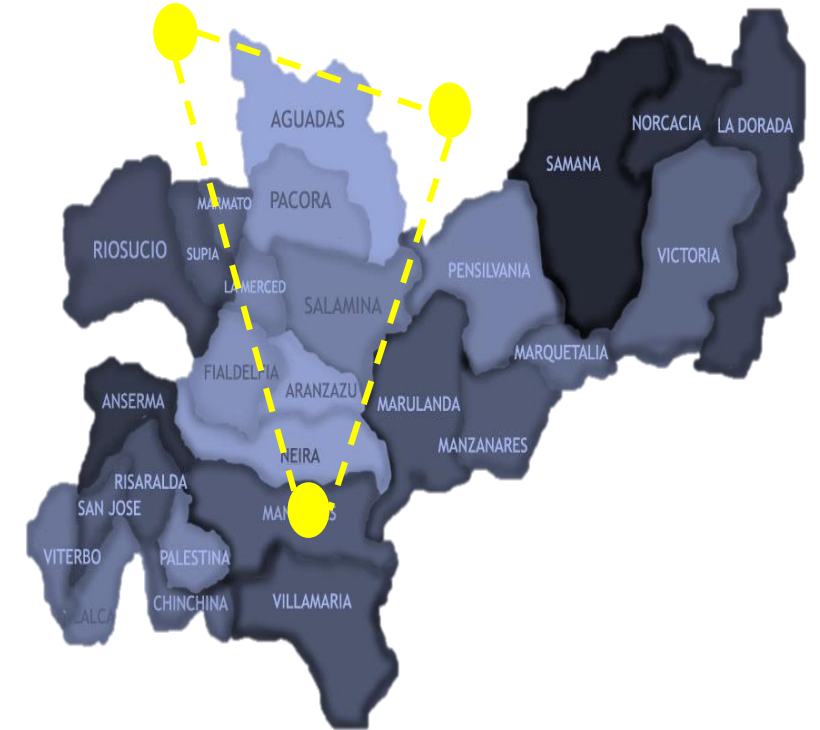 AGUADAS
NORCACIA
LA DORADA
SAMANA
PACORA
MARMATO
RIOSUCIO
SUPIA
VICTORIA
PENSILVANIA
LA MERCED
SALAMINA
MARQUETALIA
FIALDELFIA
ARANZAZU
ANSERMA
MARULANDA
MANZANARES
NEIRA
RISARALDA
SAN JOSE
VITERBO
PALESTINA
CHINCHINA
VILLAMARIA